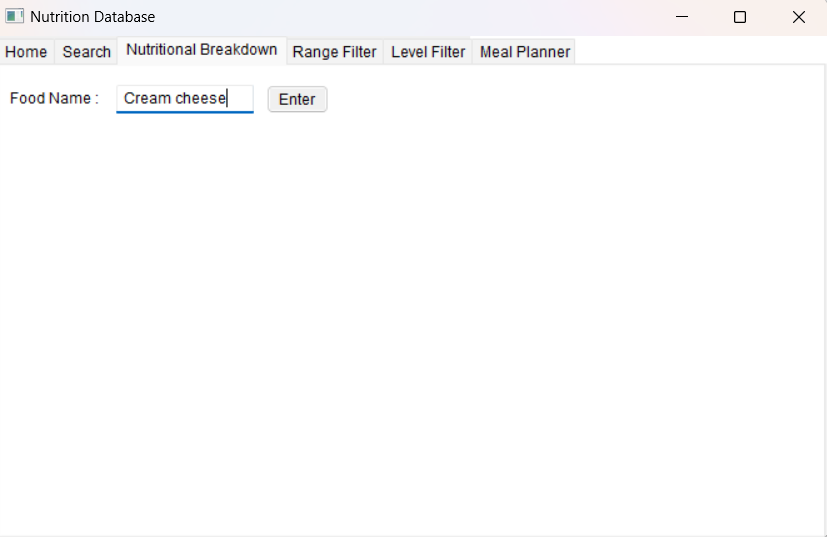 Nutrition Database
Home Search Nutritional Breakdown Range Filter Level Filter Meal Planner
Food Name : Cream cheese Enter